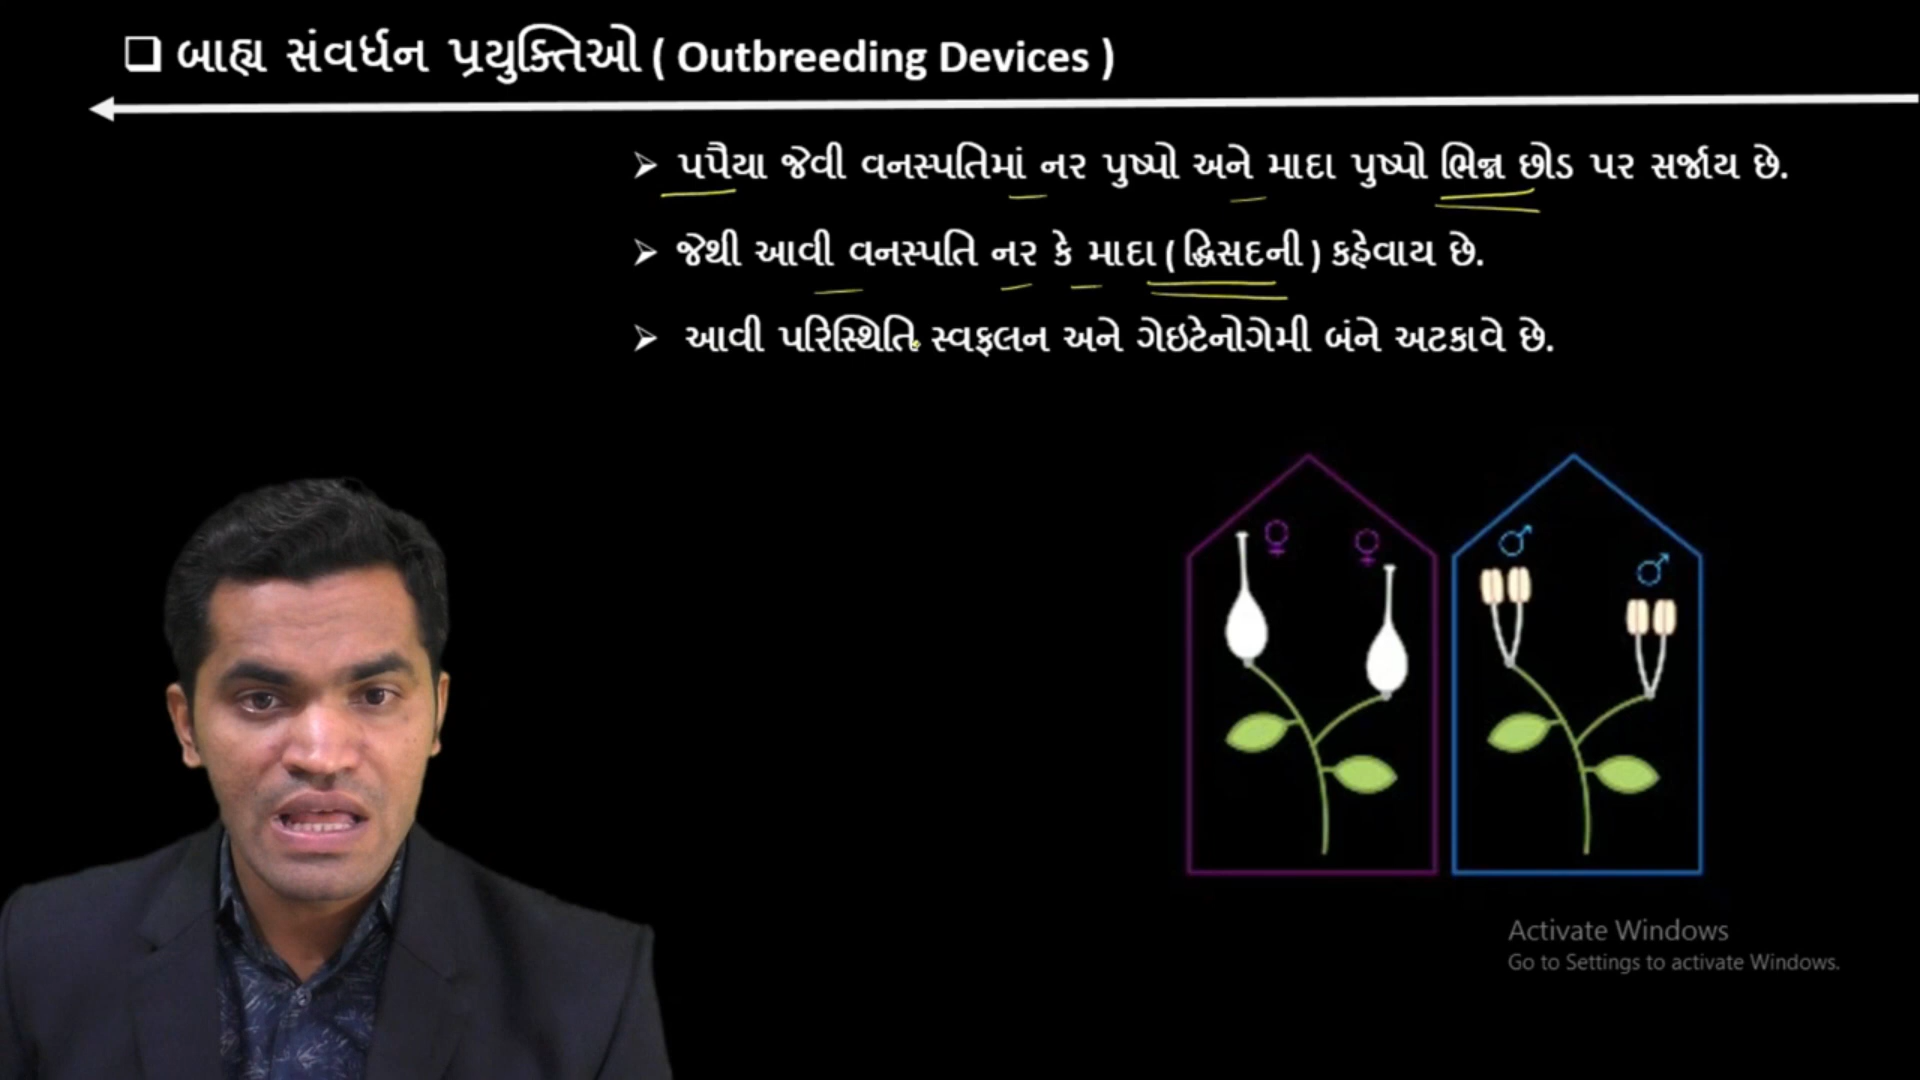 ❑ બાહ્ય સંવર્ધન પ્રયુક્તિઓ ( Outbreeding Devices )
➢ પપૈયા જેવી વનસ્પતિમાં નર પુષ્પો અને માદા પુષ્પો ભિન્ન છોડ પર સર્જાય છે.
➢ જેથી આવી વનસ્પતિ નર કે માદા ( દ્વિસદની ) કહેવાય છે.
➢ આવી પરિસ્થિતિ સ્વફલન અને ગેઇટેનોગેમી બંને અટકાવે છે.
♀ ♀ ♂ ♂
Activate Windows
Go to Settings to activate Windows.